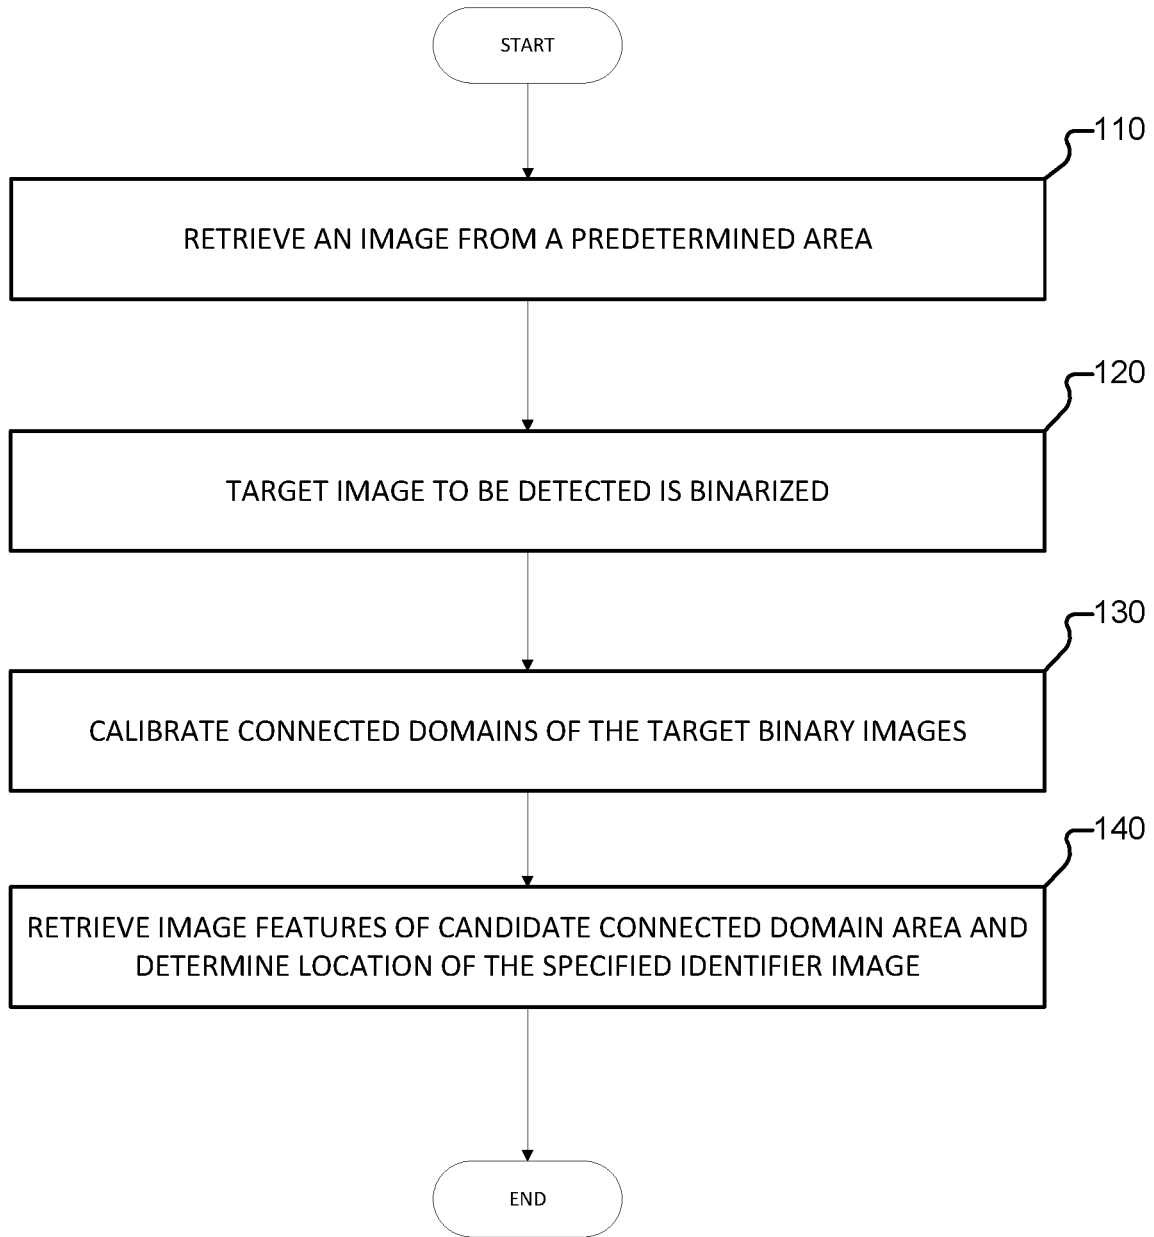 START
110
RETRIEVE AN IMAGE FROM A PREDETERMINED AREA
120
TARGET IMAGE TO BE DETECTED IS BINARIZED
130
CALIBRATE CONNECTED DOMAINS OF THE TARGET BINARY IMAGES
140
RETRIEVE IMAGE FEATURES OF CANDIDATE CONNECTED DOMAIN AREA AND
DETERMINE LOCATION OF THE SPECIFIED IDENTIFIER IMAGE
END